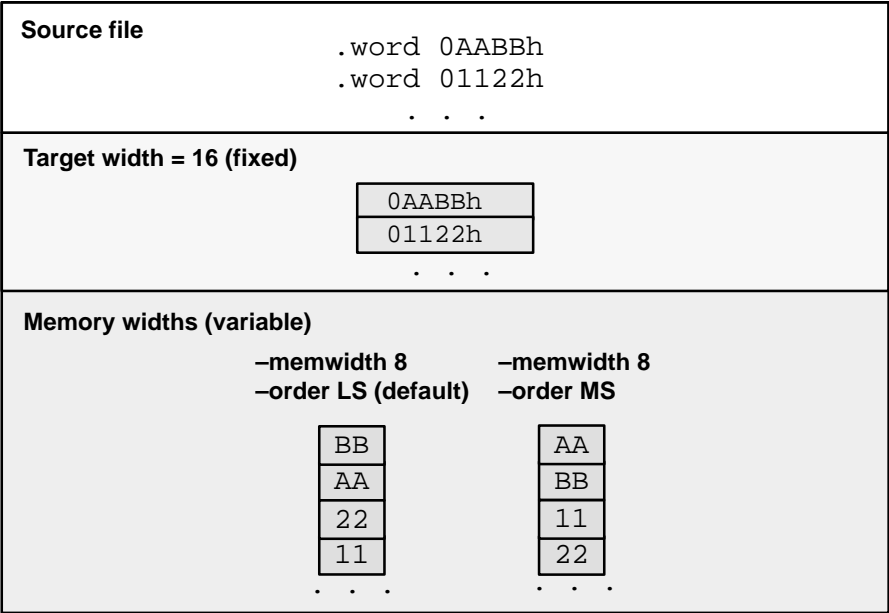 Source file
.word 0AABBh
.word 01122h
. . .
Target width = 16 (fixed)
0AABBh
01122h
. . .
Memory widths (variable)
–memwidth 8
–order LS (default)
BB
AA
22
11
. . .
–memwidth 8
–order MS
AA
BB
11
22
. . .